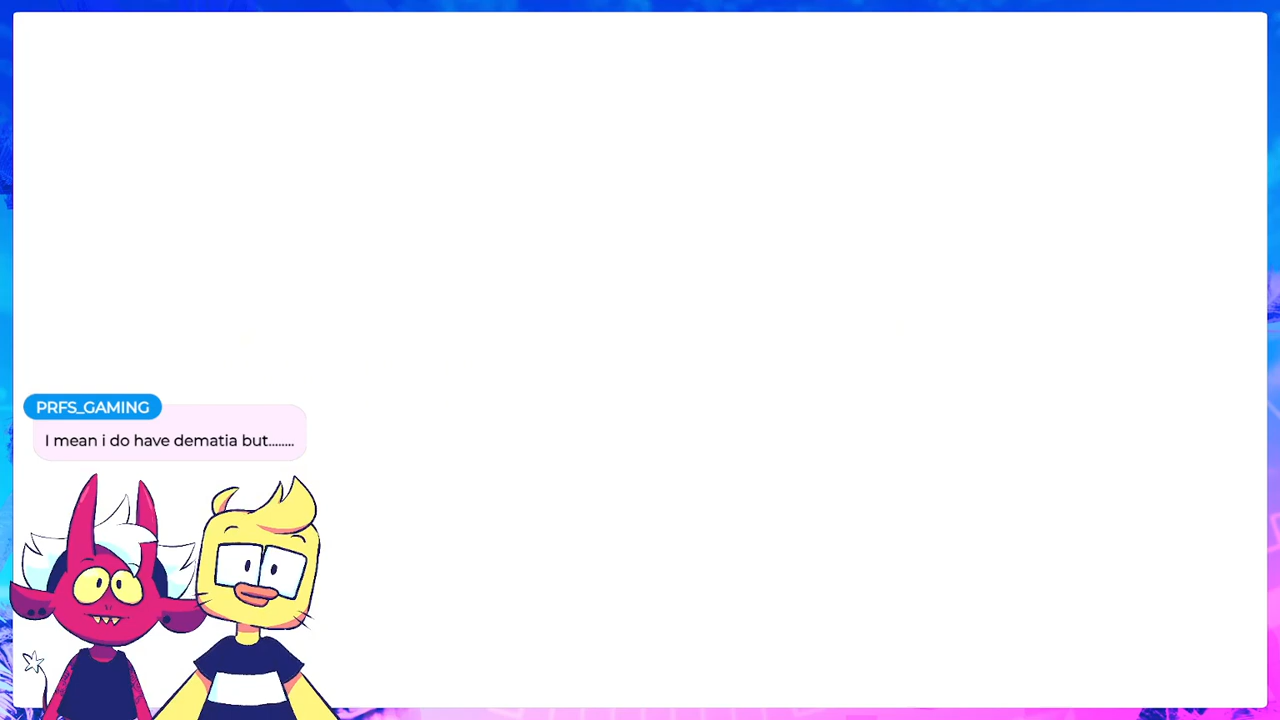 PRFS_GAMING
I mean i do have dematia but........